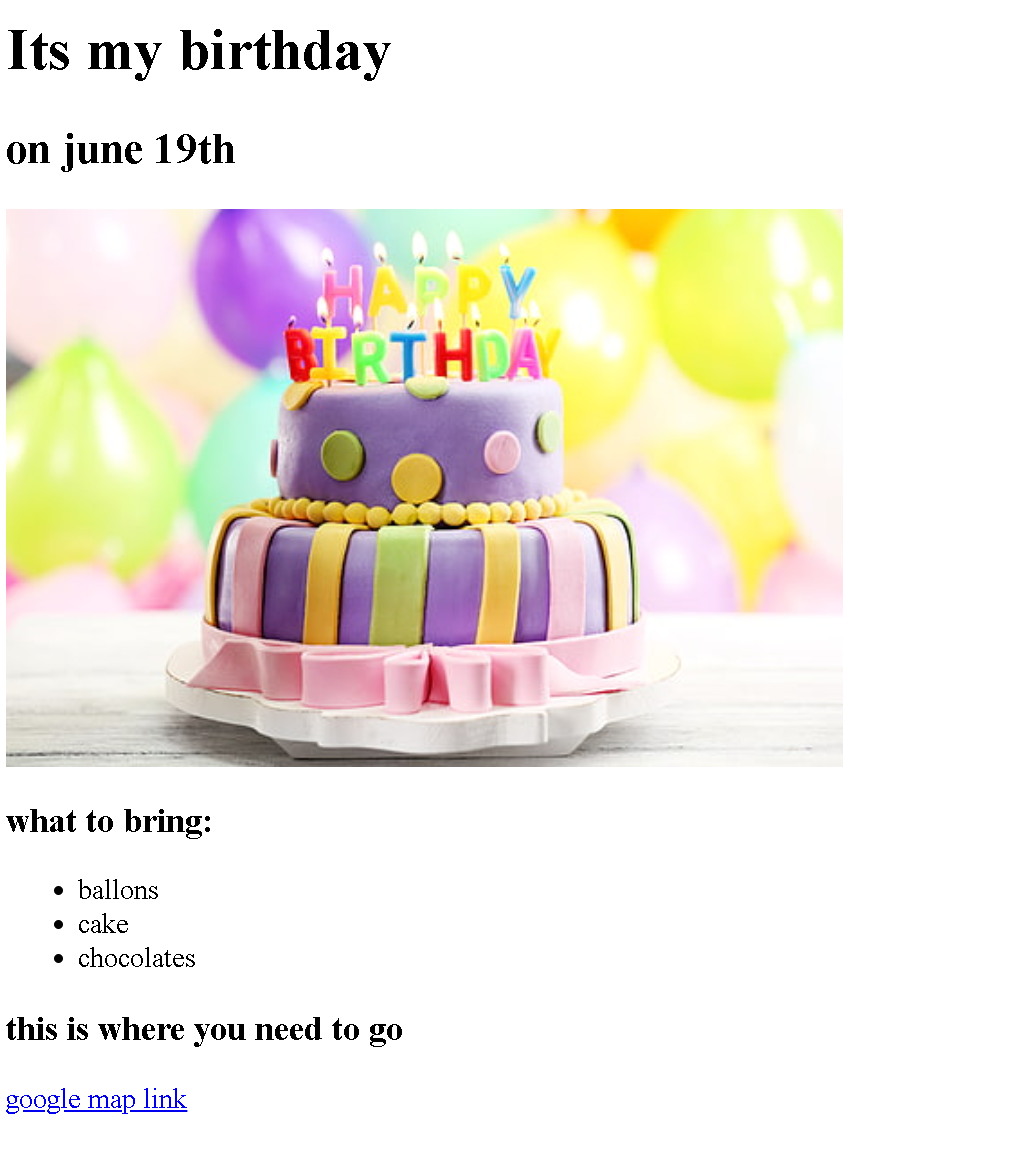 Its my birthday
on june 19th
HAPPY
BIRTHDAY
what to bring:
ballons
cake
chocolates
this is where you need to go
google map link